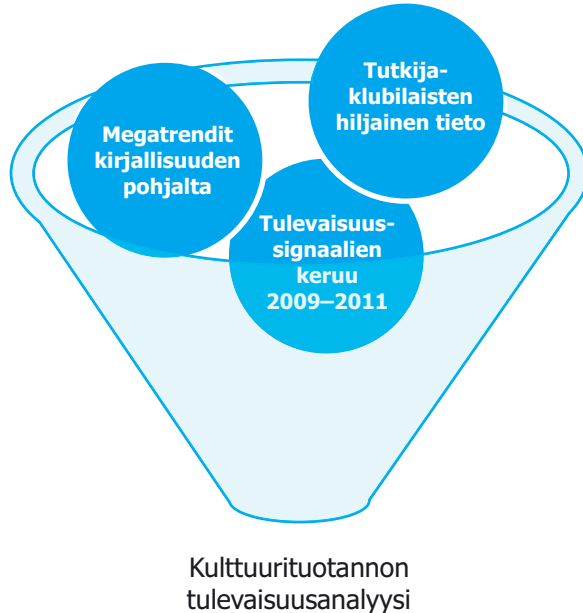 Tutkija-
klubilaisten
hiljainen tieto
Megatrendit
kirjallisuuden
pohjalta
Tulevaisuus-
signaalien
keruu
2009–2011
Kulttuurituotannon
tulevaisuusanalyysi